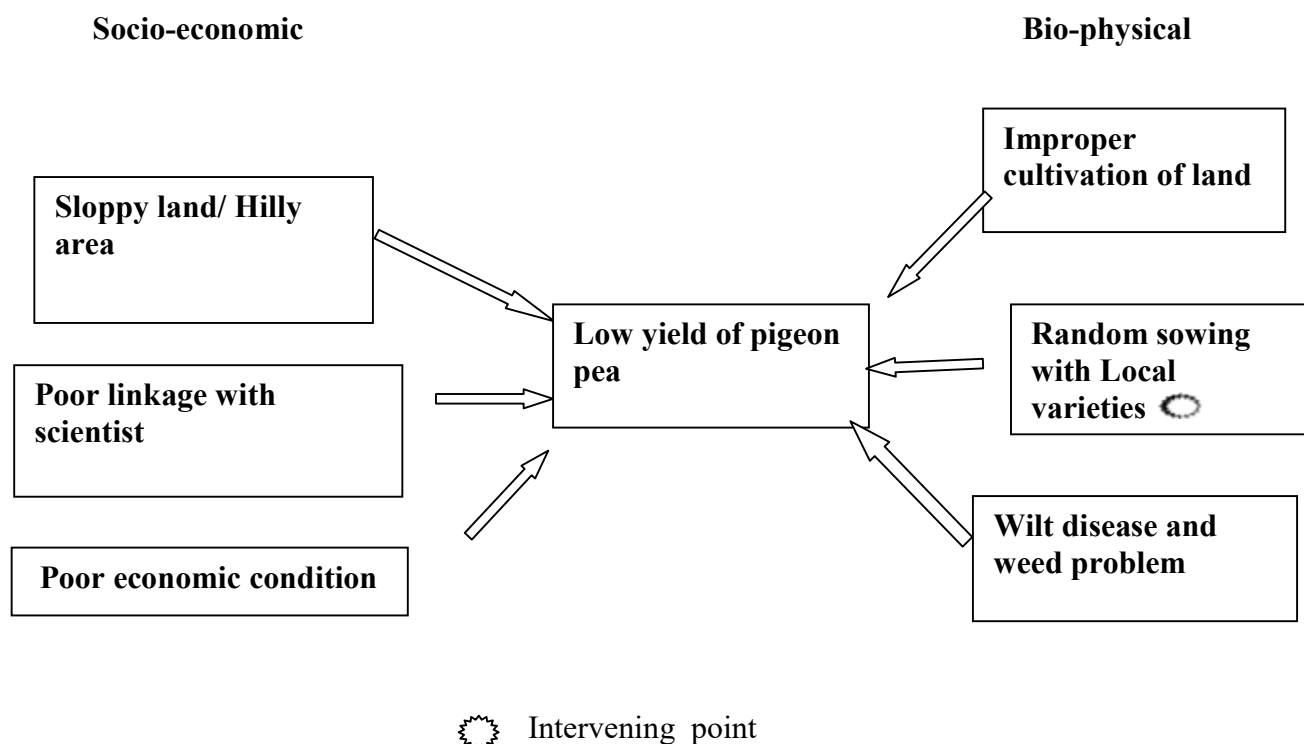 Socio-economic
Bio-physical
Improper
cultivation of land
Sloppy land/ Hilly
area
Low yield of pigeon
pea
Random sowing
with Local
varieties
Poor linkage with
scientist
Wilt disease and
weed problem
Poor economic condition
Intervening point